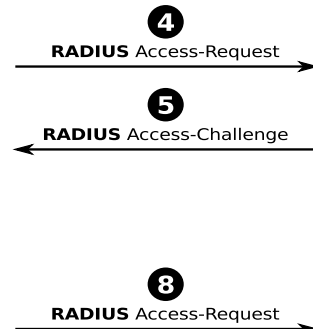 4
RADIUS Access-Request
5
RADIUS Access-Challenge
8
RADIUS Access-Request